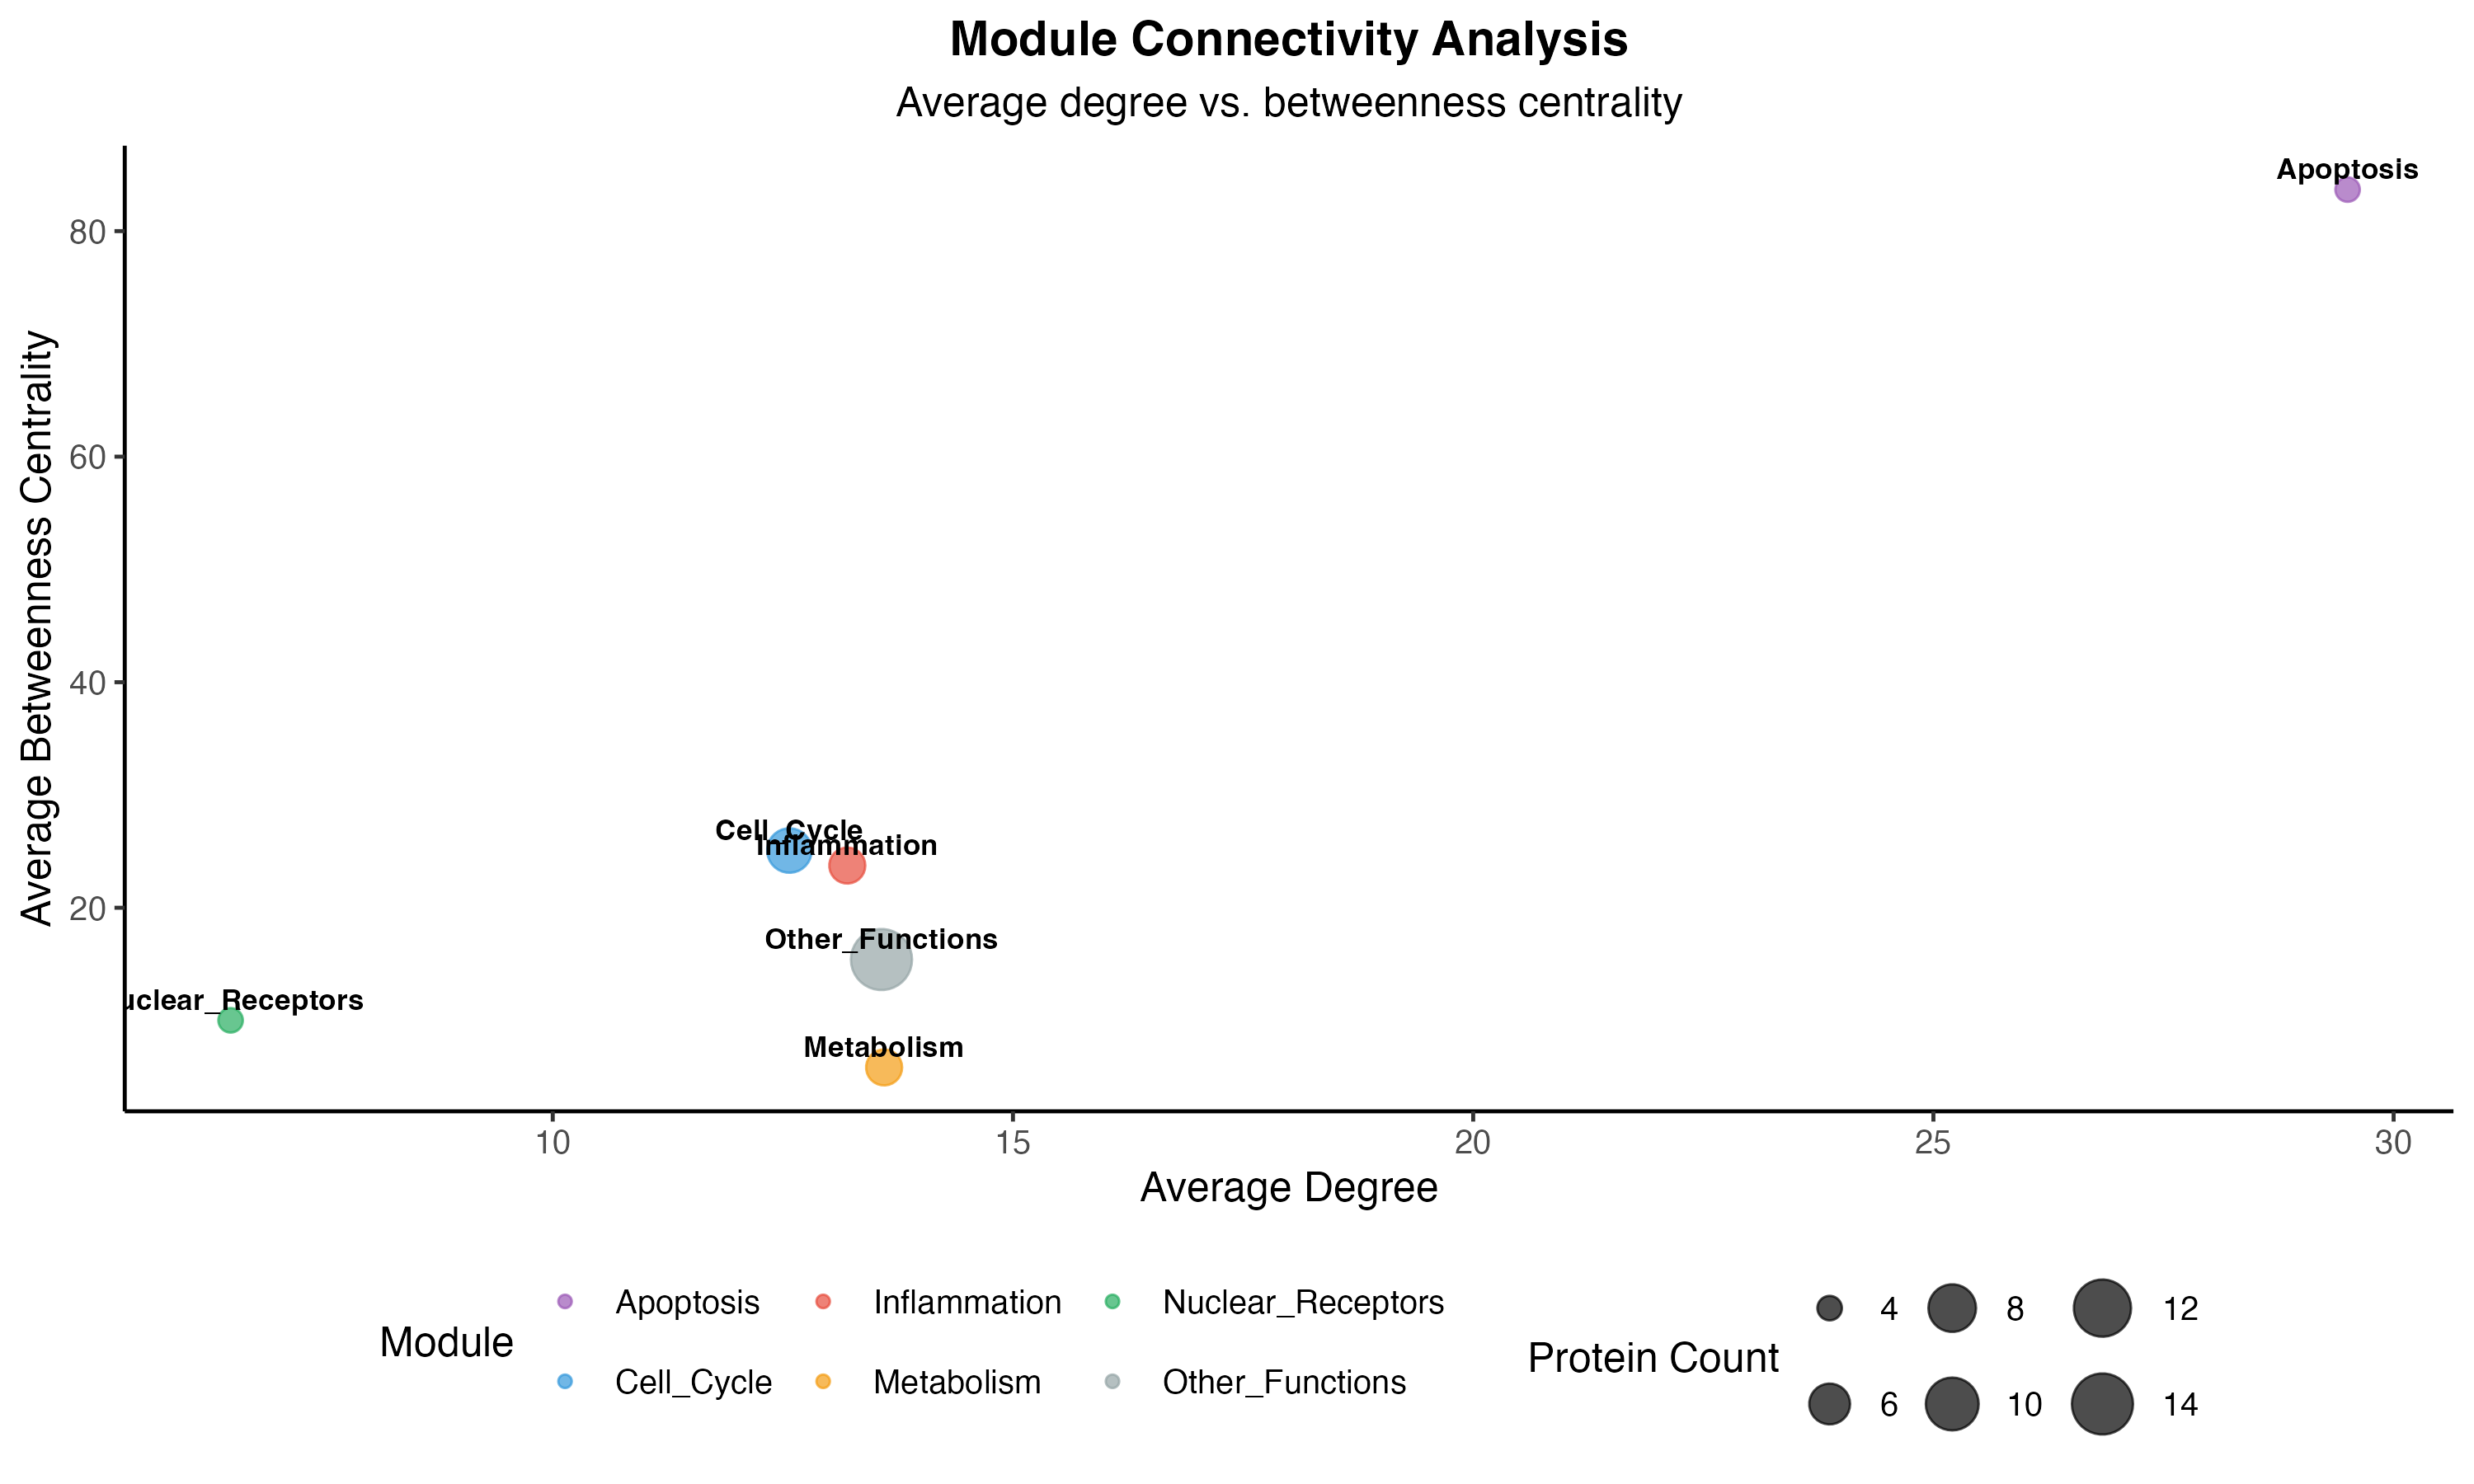 Module Connectivity Analysis
Average degree vs. betweenness centrality
Average Betweenness Centrality
80
60
40
20
Apoptosis
Cell_Cycle
Inflammation
Other_Functions
uclear_Receptors
Metabolism
10 15 20 25 30
Average Degree
Module
Apoptosis Inflammation Nuclear_Receptors
Cell_Cycle Metabolism Other_Functions
Protein Count
4 8 12
6 10 14